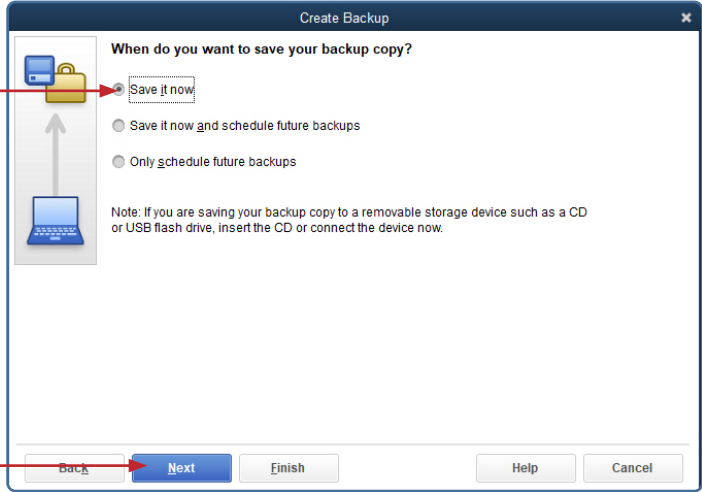 Create Backup
When do you want to save your backup copy?
Save it now
Save it now and schedule future backups
Only schedule future backups
Note: If you are saving your backup copy to a removable storage device such as a CD
or USB flash drive, insert the CD or connect the device now.
Back Next Finish Help Cancel